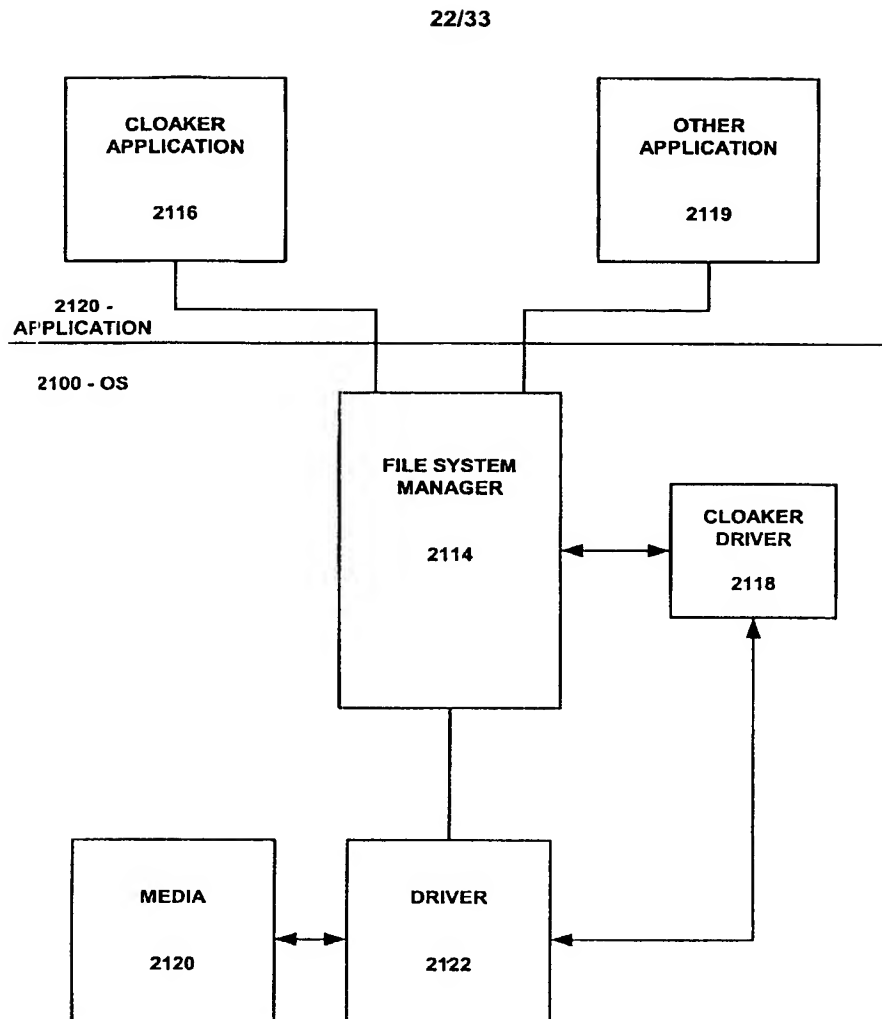 22/33
CLOAKER
APPLICATION
2116
OTHER
APPLICATION
2119
2120 -
APPLICATION
2100 - OS
FILE SYSTEM
MANAGER
2114
CLOAKER
DRIVER
2118
MEDIA
2120
DRIVER
2122